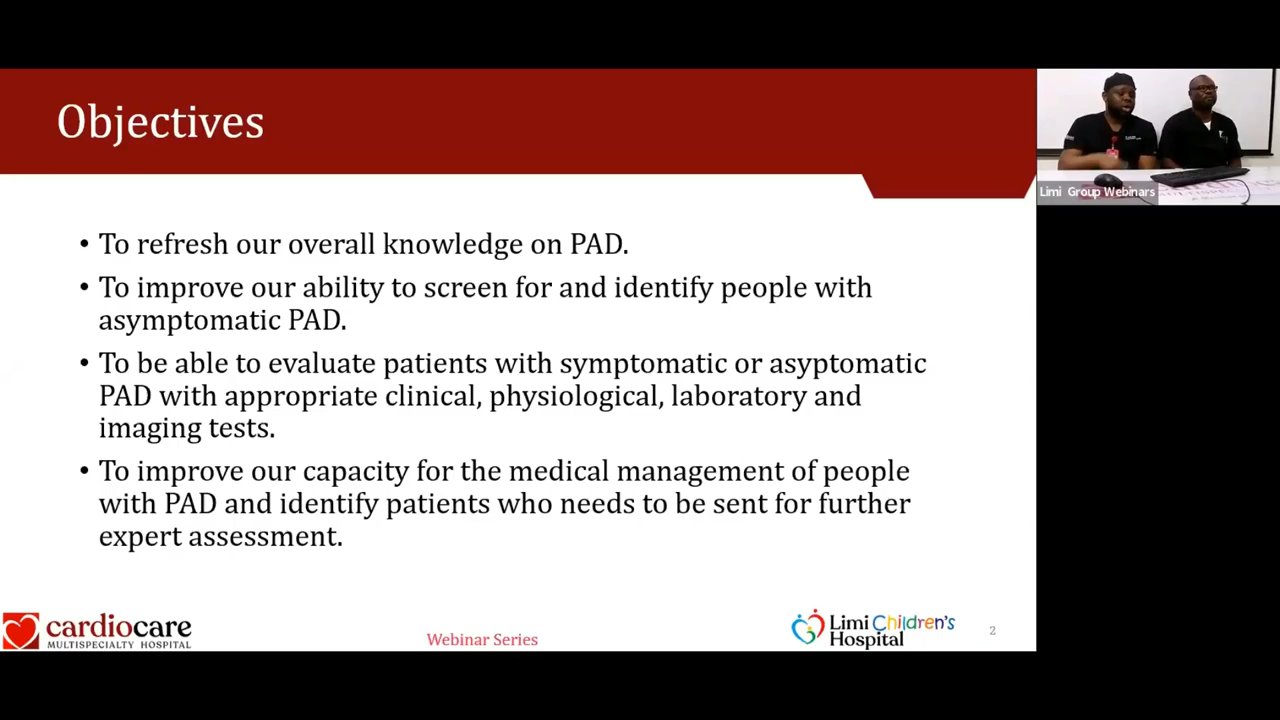 Objectives
• To refresh our overall knowledge on PAD.
• To improve our ability to screen for and identify people with
asymptomatic PAD.
• To be able to evaluate patients with symptomatic or asyptomatic
PAD with appropriate clinical, physiological, laboratory and
imaging tests.
• To improve our capacity for the medical management of people
with PAD and identify patients who needs to be sent for further
expert assessment.
cardiocare
MULTISPECIALTY HOSPITAL
Webinar Series
Limi Children's
Hospital
2
Limi Group Webinars